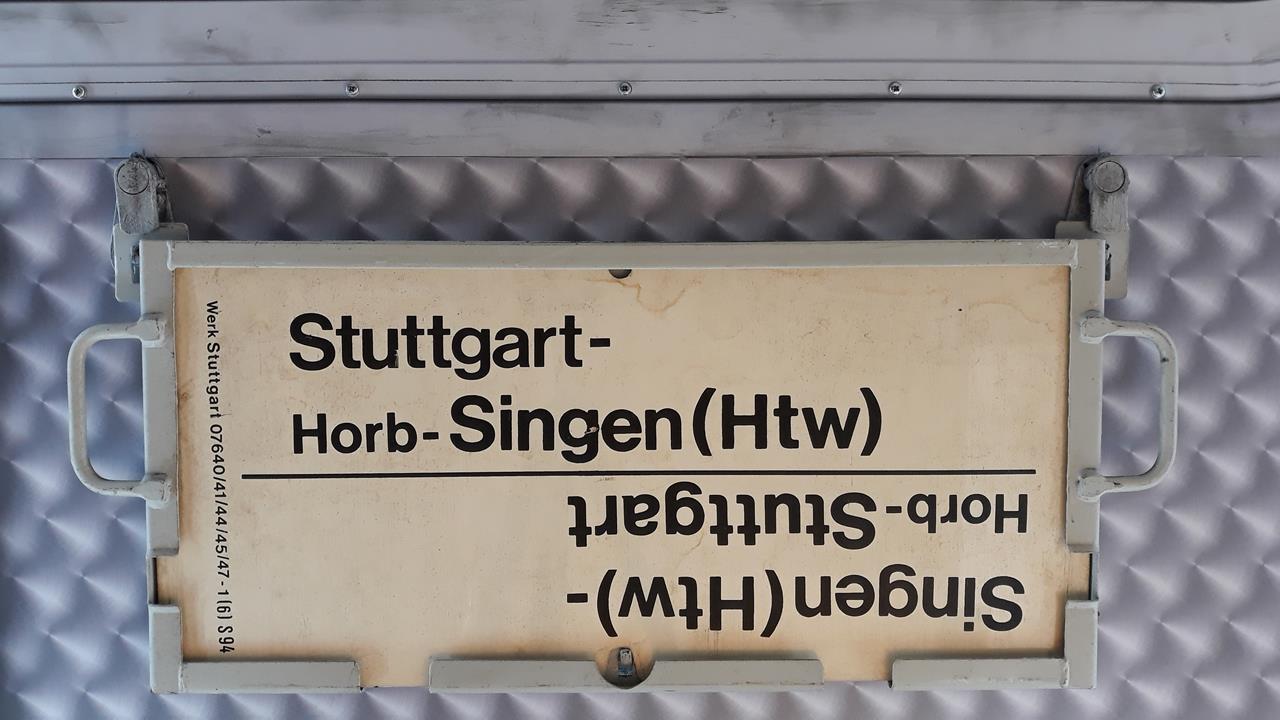 Stuttgart-
Horb-Singen(Htw)
Singen(Htw)-
Horb-Stuttgart
Werk Stuttgart 07640/41/44/45/47-1(6) S94